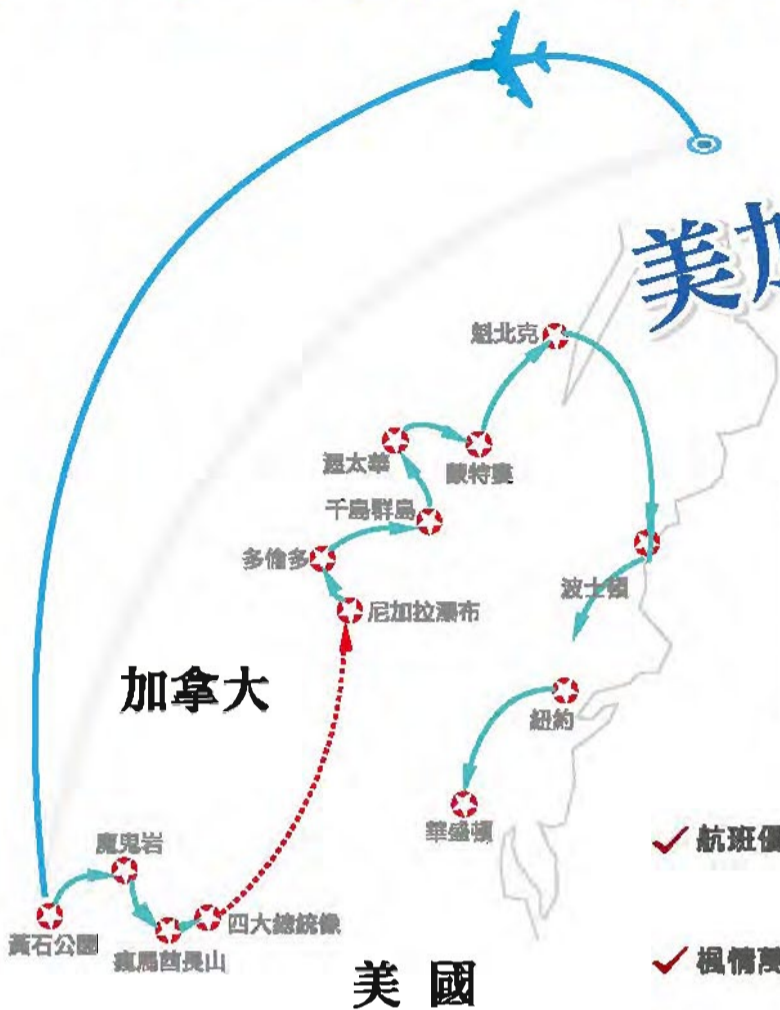 美加
魁北克
渥太華
蒙特婁
千島群島
多倫多
尼加拉瀑布
波士頓
加拿大
紐約
華盛頓
魔鬼岩
航班優
黃石公園
瘋馬酋長山
四大總統像
楓情萬
美國